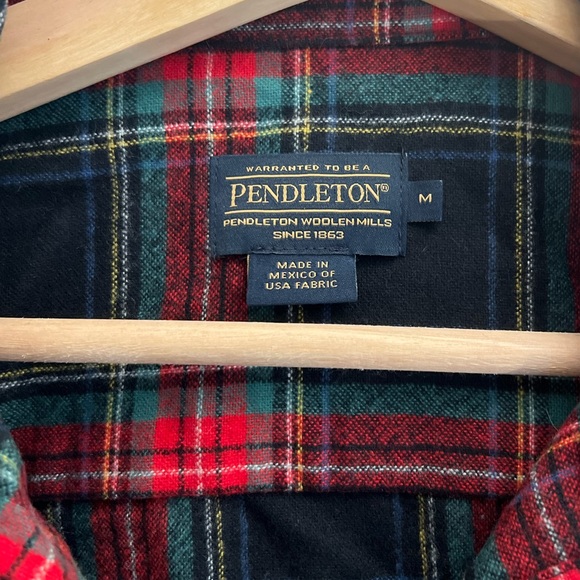 WARRANTED TO BE A
PENDLETON®
M
PENDLETON WOOLEN MILLS
SINCE 1863
MADE IN
MEXICO OF
USA FABRIC